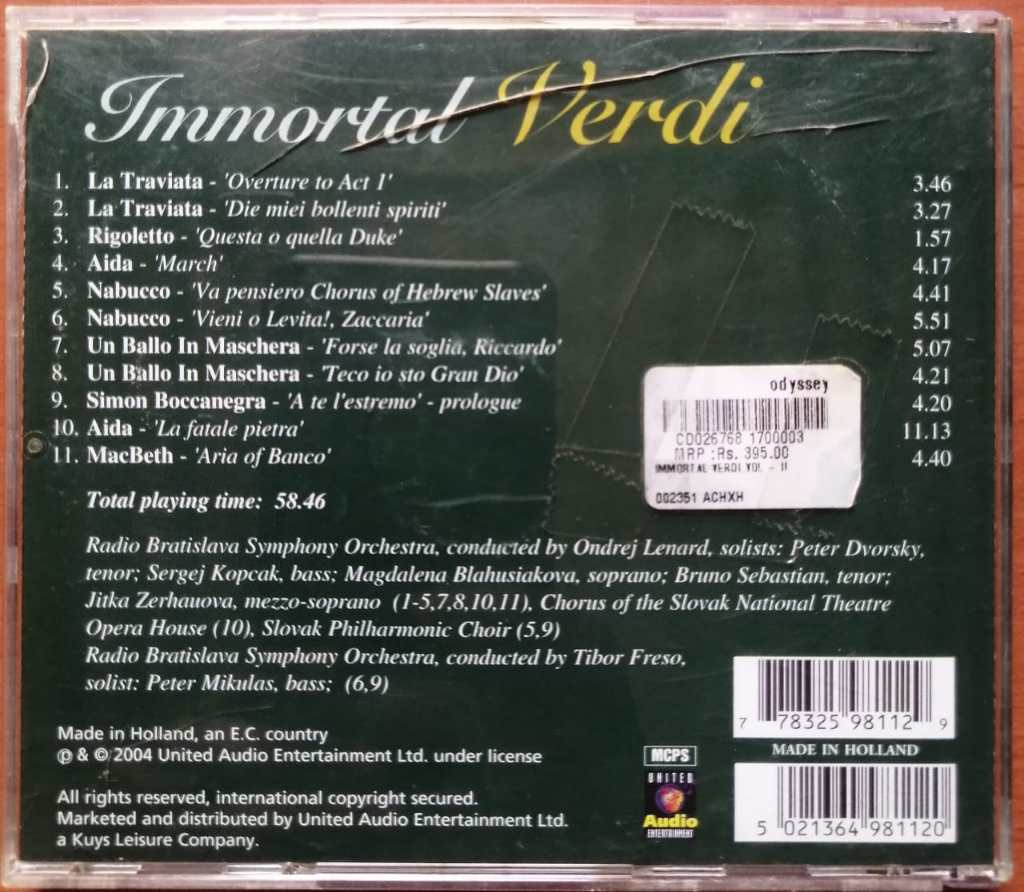 Immortal Verdi
1. La Traviata - 'Overture to Act 1' 3.46
2. La Traviata - 'Die miei bollenti spiriti' 3.27
3. Rigoletto - 'Questa o quella Duke' 1.57
4. Aida - 'March' 4.17
5. Nabucco - 'Va pensiero Chorus of Hebrew Slaves' 4.41
6. Nabucco - 'Vieni o Levita!, Zaccaria' 5.51
7. Un Ballo In Maschera - 'Forse la soglia, Riccardo' 5.07
8. Un Ballo In Maschera - 'Teco io sto Gran Dio' 4.21
9. Simon Boccanegra - 'A te l'estremo' - prologue 4.20
10. Aida - 'La fatale pietra' 11.13
11. MacBeth - 'Aria of Banco' 4.40
Total playing time: 58.46
odyssey
CD026768 1700003
MRP :Rs. 395.00
IMMORTAL VERDI VOL - II
002351 ACHXH
Radio Bratislava Symphony Orchestra, conducted by Ondrej Lenard, solists: Peter Dvorsky,
tenor; Sergej Kopcak, bass; Magdalena Blahusiakova, soprano; Bruno Sebastian, tenor;
Jitka Zerhauova, mezzo-soprano (1-5,7,8,10,11), Chorus of the Slovak National Theatre
Opera House (10), Slovak Philharmonic Choir (5,9)
Radio Bratislava Symphony Orchestra, conducted by Tibor Freso,
solist: Peter Mikulas, bass; (6,9)
Made in Holland, an E.C. country
℗ & © 2004 United Audio Entertainment Ltd. under license
All rights reserved, international copyright secured.
Marketed and distributed by United Audio Entertainment Ltd.
a Kuys Leisure Company.
MCPS
UNITED
Audio
ENTERTAINMENT
7 78325 98112 9
MADE IN HOLLAND
5 021364 981120